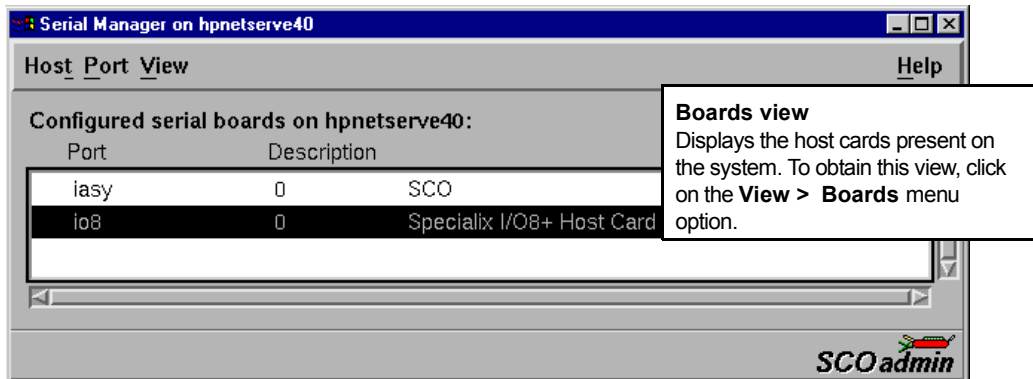 Serial Manager on hpnetserve40
Host Port View Help
Configured serial boards on hpnetserve40:
Port Description
iasy 0 SCO
io8 0 Specialix I/O8+ Host Card
Boards view
Displays the host cards present on
the system. To obtain this view, click
on the View > Boards menu
option.
SCOadmin